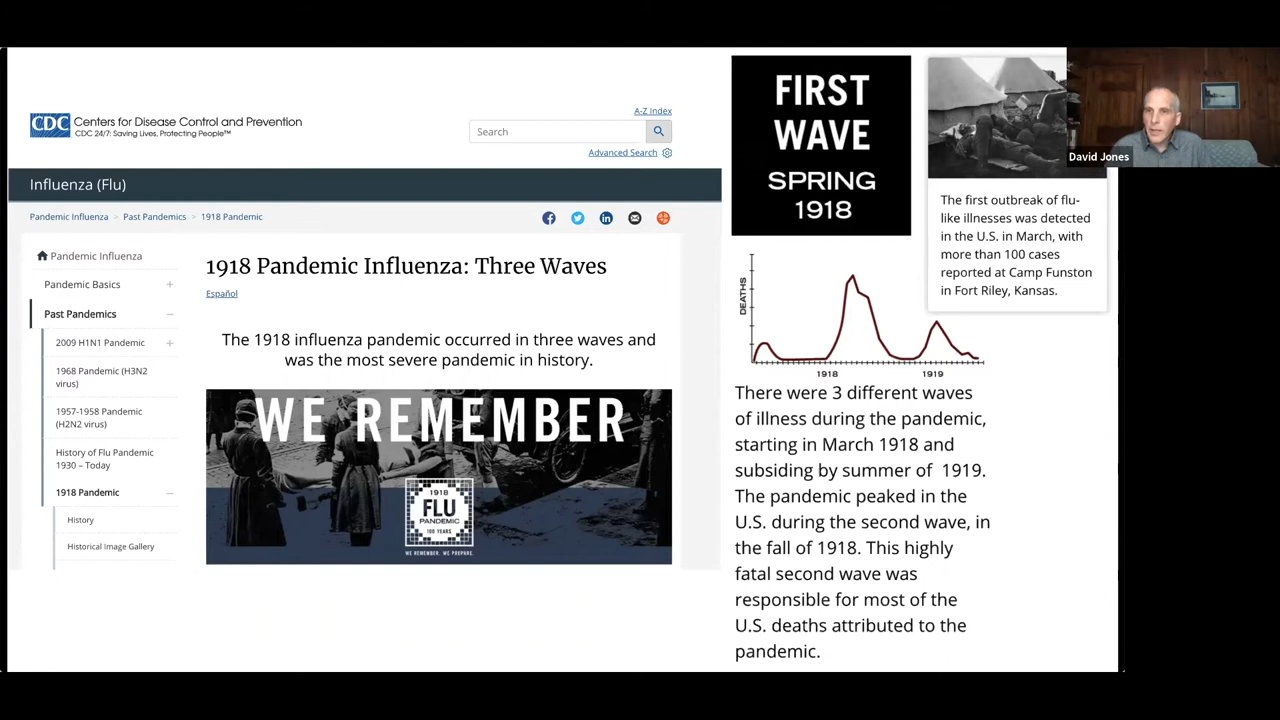 CDC Centers for Disease Control and Prevention
CDC 24/7: Saving Lives, Protecting People™
A-Z Index
Search
Advanced Search
Influenza (Flu)
Pandemic Influenza > Past Pandemics > 1918 Pandemic
Pandemic Influenza
Pandemic Basics +
Past Pandemics –
2009 H1N1 Pandemic +
1968 Pandemic (H3N2
virus)
1957-1958 Pandemic
(H2N2 virus)
History of Flu Pandemic
1930 – Today
1918 Pandemic –
History
Historical Image Gallery
1918 Pandemic Influenza: Three Waves
Español
The 1918 influenza pandemic occurred in three waves and
was the most severe pandemic in history.
WE REMEMBER
1918
FLU
PANDEMIC
100 YEARS
WE REMEMBER. WE PREPARE.
FIRST
WAVE
SPRING
1918
David Jones
The first outbreak of flu-
like illnesses was detected
in the U.S. in March, with
more than 100 cases
reported at Camp Funston
in Fort Riley, Kansas.
DEATHS
1918 1919
There were 3 different waves
of illness during the pandemic,
starting in March 1918 and
subsiding by summer of 1919.
The pandemic peaked in the
U.S. during the second wave, in
the fall of 1918. This highly
fatal second wave was
responsible for most of the
U.S. deaths attributed to the
pandemic.